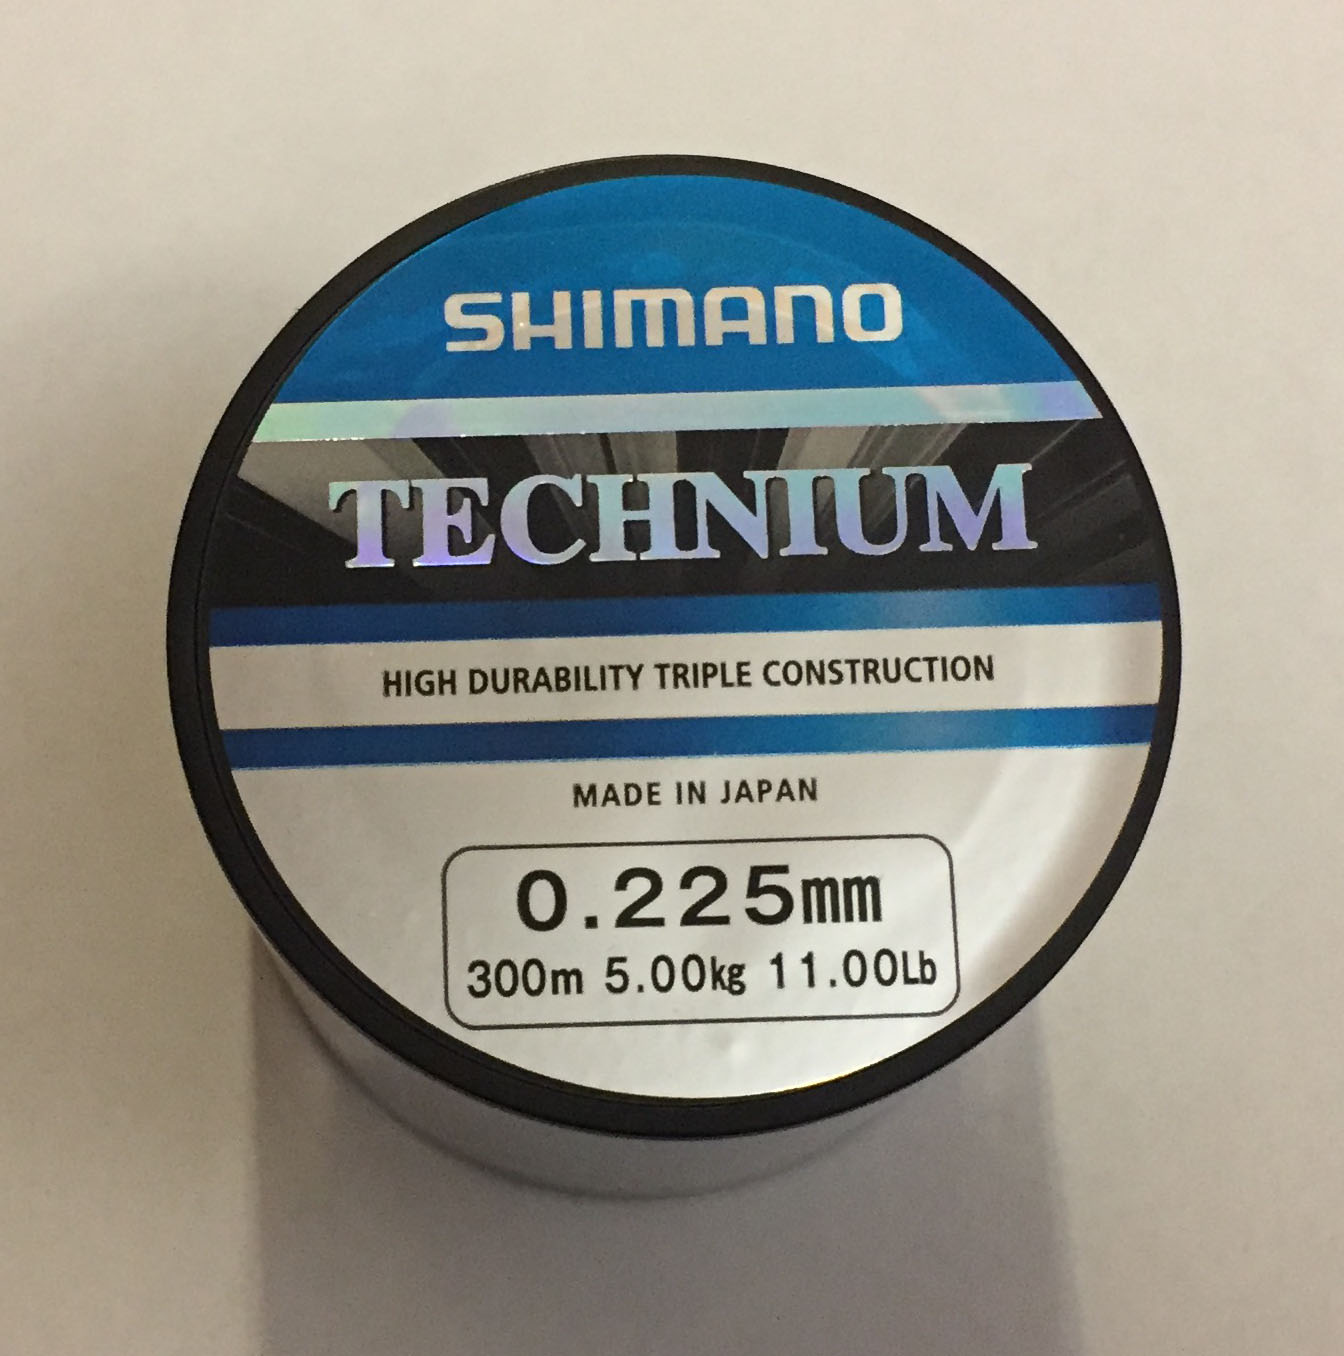 SHIMANO
TECHNIUM
HIGH DURABILITY TRIPLE CONSTRUCTION
MADE IN JAPAN
0.225㎜
300m 5.00㎏ 11.00Lb